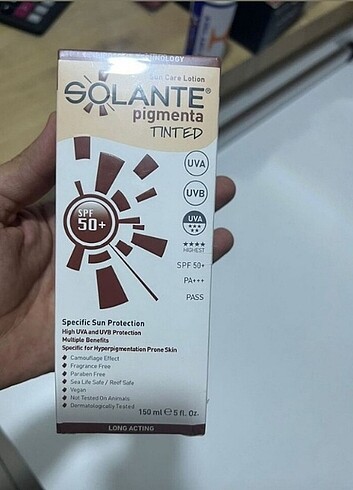 TECHNOLOGY
Sun Care Lotion
SOLANTE®
pigmenta
TINTED
UVA
UVB
SPF
50+
UVA
★★★★
HIGHEST
SPF 50+
PA+++
PASS
Specific Sun Protection
High UVA and UVB Protection
Multiple Benefits
Specific for Hyperpigmentation Prone Skin
Camouflage Effect
Fragrance Free
Paraben Free
Sea Life Safe / Reef Safe
Vegan
Not Tested On Animals
Dermatologically Tested
150 ml ℮ 5 fl. Oz.
LONG ACTING